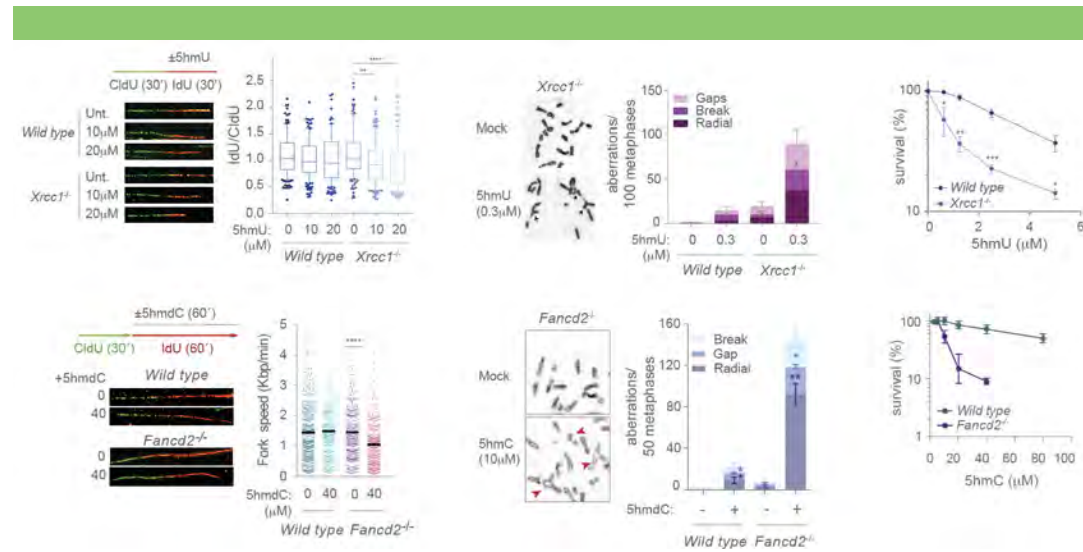 ±5hmU
CldU (30') IdU (30')
Unt.
Wild type 10μM
20μM
Unt.
Xrcc1-/- 10μM
20μM
IdU/CldU
2.5
2.0
1.5
1.0
0.5
0.0
**
****
0 10 20 0 10 20
5hmU:
(μM)
Wild type Xrcc1-/-
Xrcc1-/-
Mock
5hmU
(0.3μM)
aberrations/
100 metaphases
150
100
50
0
Gaps
Break
Radial
*
0 0.3 0 0.3
5hmU:
(μM)
Wild type Xrcc1-/-
survival (%)
100
10
*
**
***
*
Wild type
Xrcc1-/-
0 2 4 6
5hmU (μM)
±5hmdC (60')
CldU (30') IdU (60')
+5hmdC Wild type
0
40
Fancd2-/-
0
40
Fork speed (Kbp/min)
5
4
3
2
1
0
****
0 40 0 40
5hmdC:
(μM)
Wild type Fancd2-/-
Fancd2-/-
Mock
5hmC
(10μM)
aberrations/
50 metaphases
160
120
80
40
0
Break
Gap
Radial
*
**
5hmdC: - + - +
Wild type Fancd2-/-
survival (%)
100
10
1
Wild type
Fancd2-/-
0 10 20 40 60 80 100
5hmC (μM)